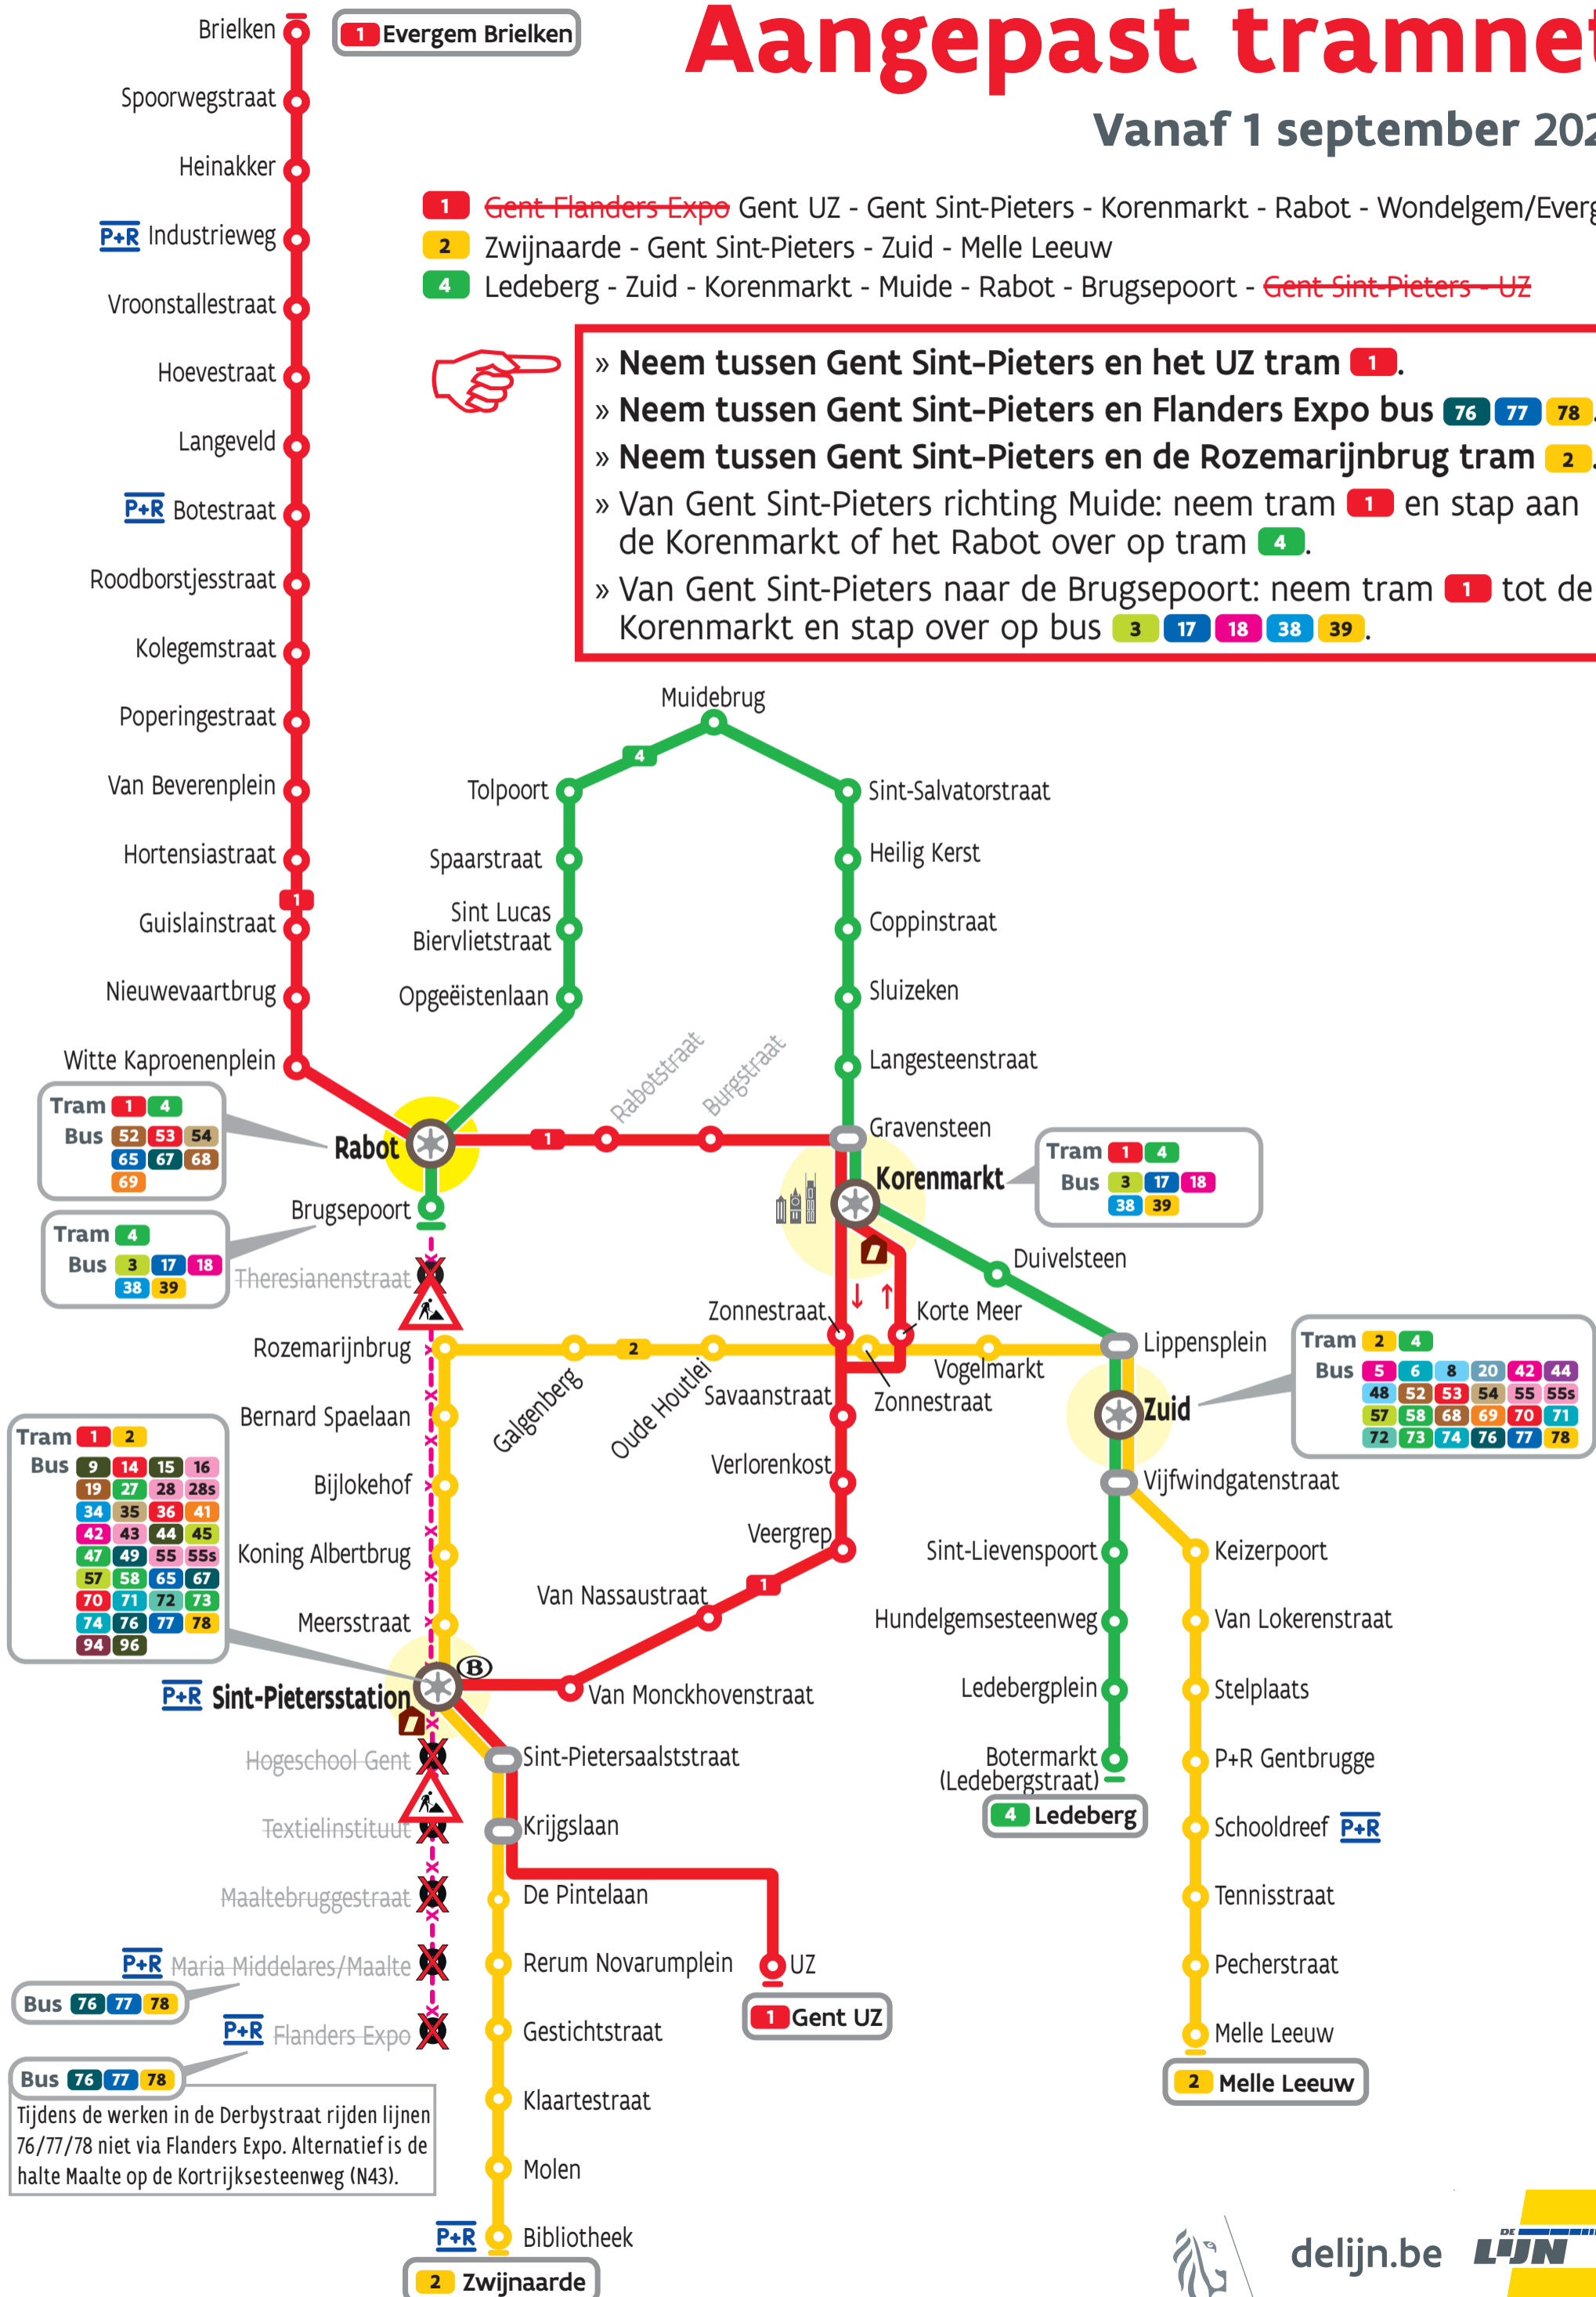 Aangepast tramnet
Vanaf 1 september 202
1 Evergem Brielken
1 Gent Flanders Expo Gent UZ - Gent Sint-Pieters - Korenmarkt - Rabot - Wondelgem/Everg
2 Zwijnaarde - Gent Sint-Pieters - Zuid - Melle Leeuw
4 Ledeberg - Zuid - Korenmarkt - Muide - Rabot - Brugsepoort - Gent Sint-Pieters - UZ
» Neem tussen Gent Sint-Pieters en het UZ tram 1.
» Neem tussen Gent Sint-Pieters en Flanders Expo bus 76 77 78.
» Neem tussen Gent Sint-Pieters en de Rozemarijnbrug tram 2.
» Van Gent Sint-Pieters richting Muide: neem tram 1 en stap aan
de Korenmarkt of het Rabot over op tram 4.
» Van Gent Sint-Pieters naar de Brugsepoort: neem tram 1 tot de
Korenmarkt en stap over op bus 3 17 18 38 39.
Brielken
Spoorwegstraat
Heinakker
P+R Industrieweg
Vroonstallestraat
Hoevestraat
Langeveld
P+R Botestraat
Roodborstjesstraat
Kolegemstraat
Poperingestraat
Van Beverenplein
Hortensiastraat
1
Guislainstraat
Nieuwevaartbrug
Witte Kaproenenplein
Muidebrug
4
Tolpoort
Spaarstraat
Sint Lucas
Biervlietstraat
Opgeëistenlaan
Sint-Salvatorstraat
Heilig Kerst
Coppinstraat
Sluizeken
Langesteenstraat
Gravensteen
Rabotstraat
Burgstraat
1
Tram 1 4
Bus 52 53 54
65 67 68
69
Rabot
Brugsepoort
Tram 4
Bus 3 17 18
38 39
Theresianenstraat
Korenmarkt
Tram 1 4
Bus 3 17 18
38 39
Duivelsteen
Zonnestraat
↓ ↑
Korte Meer
Lippensplein
Rozemarijnbrug
2
Galgenberg
Oude Houtlei
Zonnestraat
Vogelmarkt
Zuid
Tram 2 4
Bus 5 6 8 20 42 44
48 52 53 54 55 55s
57 58 68 69 70 71
72 73 74 76 77 78
Vijfwindgatenstraat
Bernard Spaelaan
Bijlokehof
Koning Albertbrug
Meersstraat
Savaanstraat
Verlorenkost
Veergrep
1
Van Nassaustraat
Van Monckhovenstraat
Tram 1 2
Bus 9 14 15 16
19 27 28 28s
34 35 36 41
42 43 44 45
47 49 55 55s
57 58 65 67
70 71 72 73
74 76 77 78
94 96
B
P+R Sint-Pietersstation
Hogeschool Gent
Textielinstituut
Maaltebruggestraat
P+R Maria Middelares/Maalte
Bus 76 77 78
P+R Flanders Expo
Bus 76 77 78
Tijdens de werken in de Derbystraat rijden lijnen
76/77/78 niet via Flanders Expo. Alternatief is de
halte Maalte op de Kortrijksesteenweg (N43).
Sint-Pietersaalststraat
Krijgslaan
De Pintelaan
Rerum Novarumplein
Gestichtstraat
Klaartestraat
Molen
P+R Bibliotheek
2 Zwijnaarde
UZ
1 Gent UZ
Sint-Lievenspoort
Hundelgemsesteenweg
Ledebergplein
Botermarkt
(Ledebergstraat)
4 Ledeberg
Keizerpoort
Van Lokerenstraat
Stelplaats
P+R Gentbrugge
Schooldreef P+R
Tennisstraat
Pecherstraat
Melle Leeuw
2 Melle Leeuw
delijn.be
DE LIJN